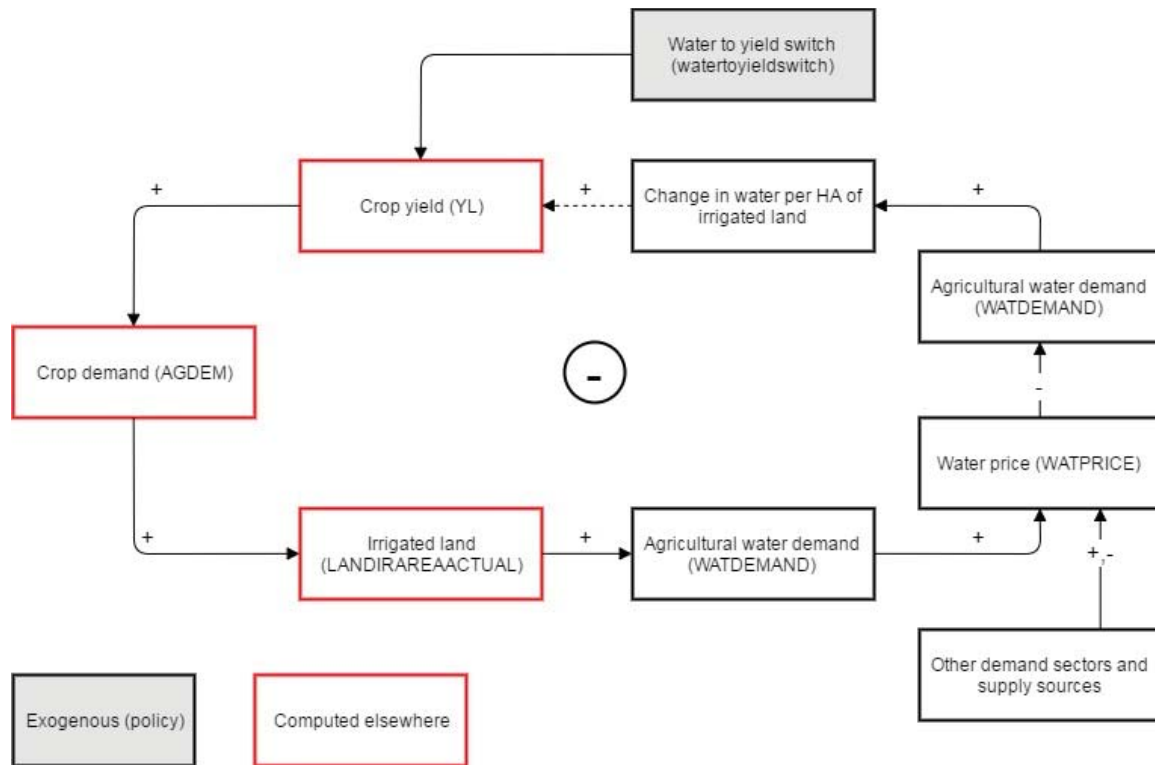 Water to yield switch
(watertoyieldswitch)
+
Crop yield (YL)
+
Change in water per HA of
irrigated land
+
Agricultural water demand
(WATDEMAND)
Crop demand (AGDEM)
-
-
Water price (WATPRICE)
+
Irrigated land
(LANDIRAREAACTUAL)
+
Agricultural water demand
(WATDEMAND)
+
+,-
Other demand sectors and
supply sources
Exogenous (policy)
Computed elsewhere